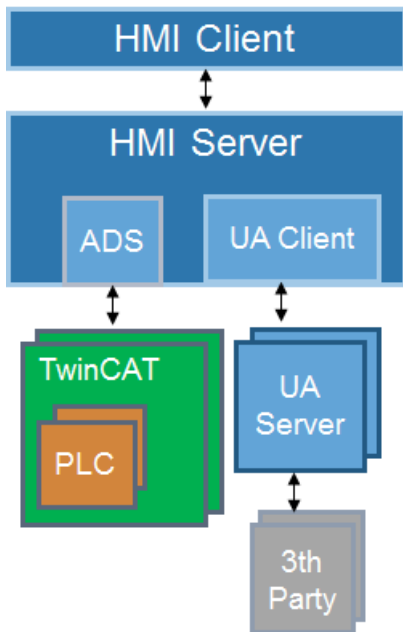 HMI Client
HMI Server
ADS
UA Client
TwinCAT
PLC
UA
Server
3th
Party